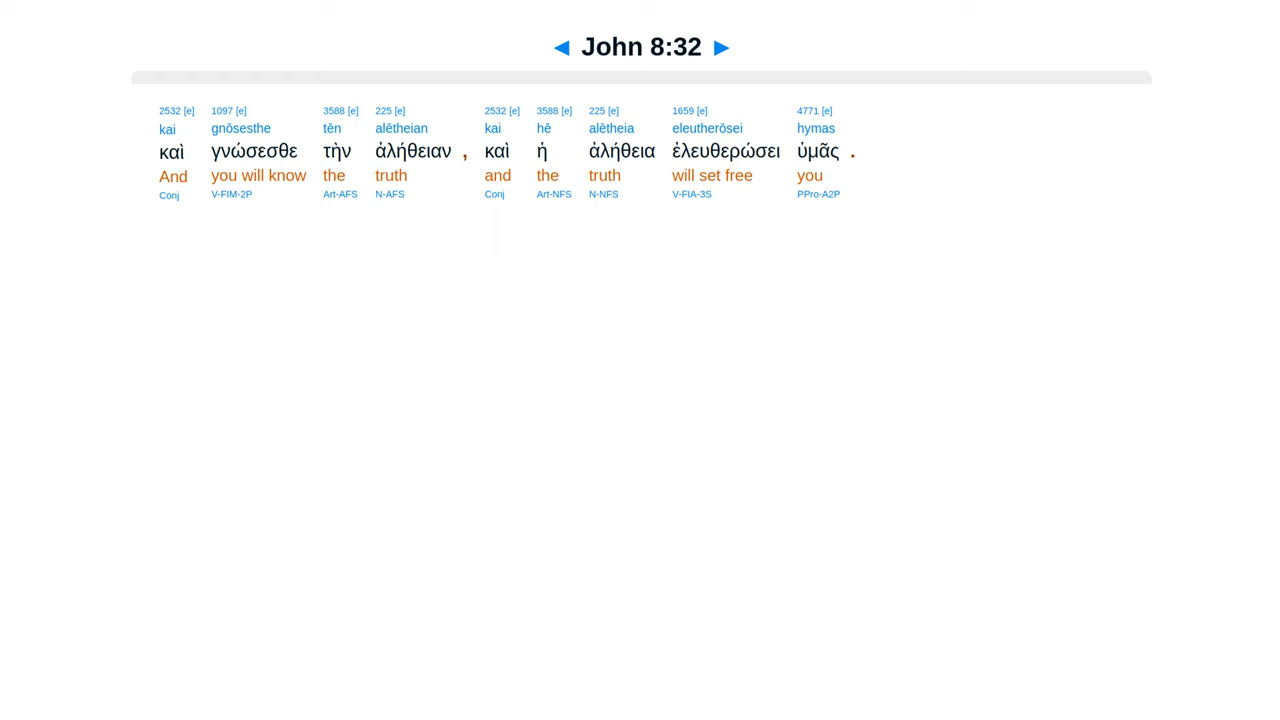 ◄ John 8:32 ►
2532 [e] 1097 [e] 3588 [e] 225 [e] 2532 [e] 3588 [e] 225 [e] 1659 [e] 4771 [e]
kai gnōsesthe tēn alētheian kai hē alētheia eleutherōsei hymas
καὶ γνώσεσθε τὴν ἀλήθειαν , καὶ ἡ ἀλήθεια ἐλευθερώσει ὑμᾶς .
And you will know the truth and the truth will set free you
Conj V-FIM-2P Art-AFS N-AFS Conj Art-NFS N-NFS V-FIA-3S PPro-A2P